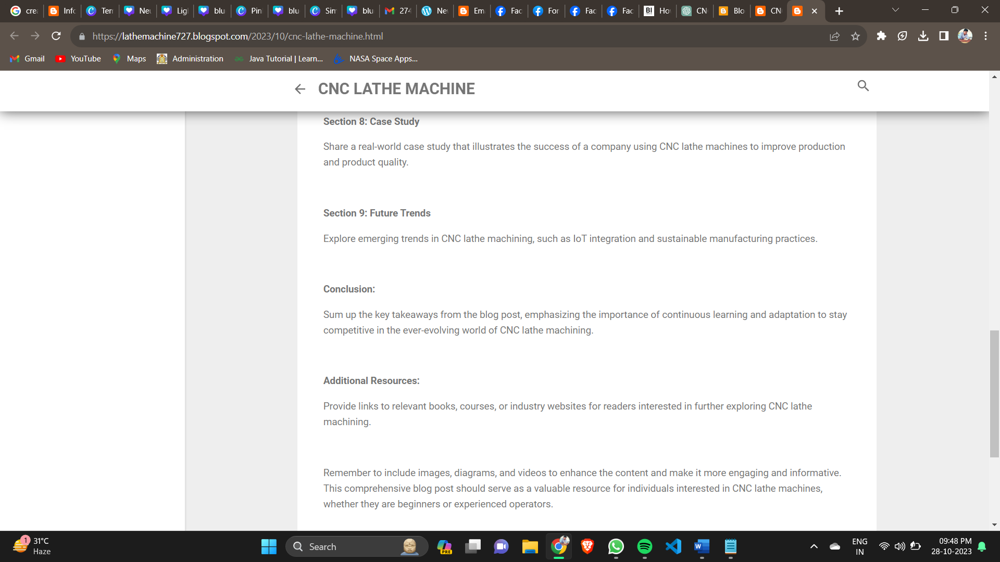 crea
Info
Tem
Neu
Ligh
blu
Pin
blu
Sim
blu
274
Nev
Em
Fac
For
Fac
Fac
BI
Ho
CN
Blo
CN
https://lathemachine727.blogspot.com/2023/10/cnc-lathe-machine.html
Gmail
YouTube
Maps
Administration
Java Tutorial | Learn...
NASA Space Apps...
CNC LATHE MACHINE
Section 8: Case Study
Share a real-world case study that illustrates the success of a company using CNC lathe machines to improve production
and product quality.
Section 9: Future Trends
Explore emerging trends in CNC lathe machining, such as IoT integration and sustainable manufacturing practices.
Conclusion:
Sum up the key takeaways from the blog post, emphasizing the importance of continuous learning and adaptation to stay
competitive in the ever-evolving world of CNC lathe machining.
Additional Resources:
Provide links to relevant books, courses, or industry websites for readers interested in further exploring CNC lathe
machining.
Remember to include images, diagrams, and videos to enhance the content and make it more engaging and informative.
This comprehensive blog post should serve as a valuable resource for individuals interested in CNC lathe machines,
whether they are beginners or experienced operators.
1
31°C
Haze
Search
PRE
ENG
IN
09:48 PM
28-10-2023